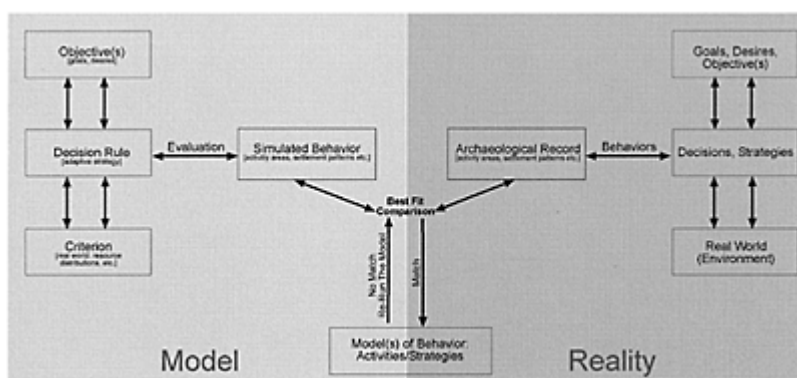 Objective(s)
[goals, desires]
Decision Rule
[adaptive strategy]
Criterion
[real world, resource
distributions, etc.]
Evaluation
Simulated Behavior
[activity areas, settlement patterns etc.]
Best Fit
Comparison
No Match
Re-Run The Model
Match
Model(s) of Behavior:
Activities/Strategies
Model
Archaeological Record
[activity areas, settlement patterns etc.]
Behaviors
Goals, Desires,
Objective(s)
Decisions, Strategies
Real World
(Environment)
Reality